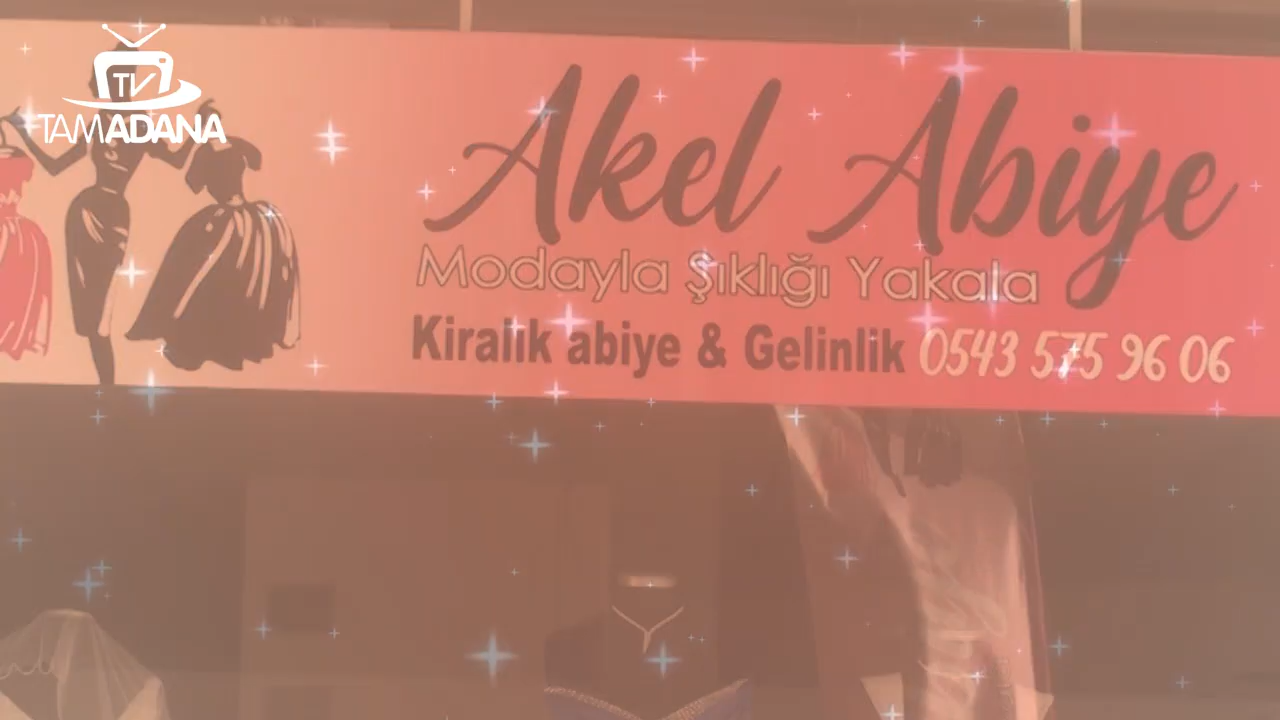 TV
TAMADANA
Akel Abiye
Modayla Şıklığı Yakala
Kiralık abiye & Gelinlik 0543 575 96 06